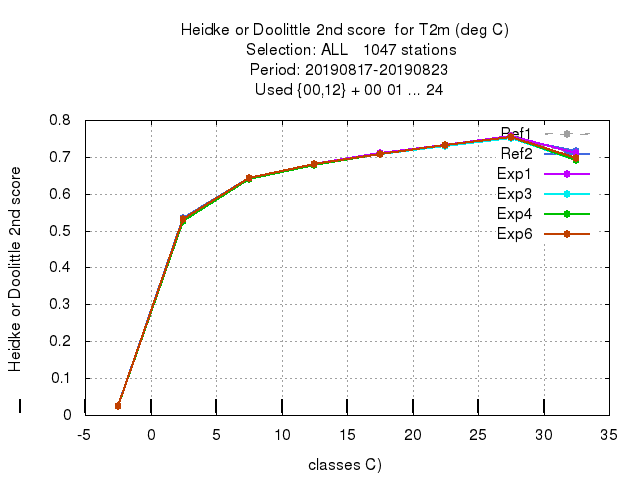 Heidke or Doolittle 2nd score  for T2m (deg C)
Selection: ALL   1047 stations
Period: 20190817-20190823
Used {00,12} + 00 01 ... 24
Heidke or Doolittle 2nd score
0.8
0.7
0.6
0.5
0.4
0.3
0.2
0.1
0
Ref1
Ref2
Exp1
Exp3
Exp4
Exp6
-5 0 5 10 15 20 25 30 35
classes C)